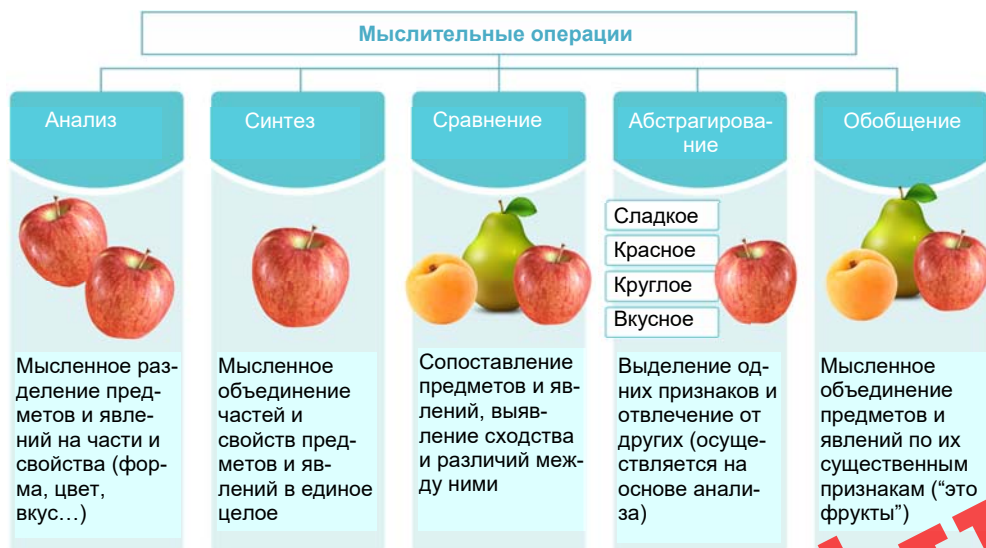 Мыслительные операции
Анализ
Синтез
Сравнение
Абстрагирова-
ние
Обобщение
Сладкое
Красное
Круглое
Вкусное
Мысленное раз-
деление пред-
метов и явле-
ний на части и
свойства (фор-
ма, цвет,
вкус…)
Мысленное
объединение
частей и
свойств пред-
метов и яв-
лений в единое
целое
Сопоставление
предметов и яв-
лений, выяв-
ление сходства
и различий меж-
ду ними
Выделение од-
них признаков и
отвлечение от
других (осуще-
ствляется на
основе анали-
за)
Мысленное
объединение
предметов и
явлений по их
существенным
признакам (“это
фрукты”)